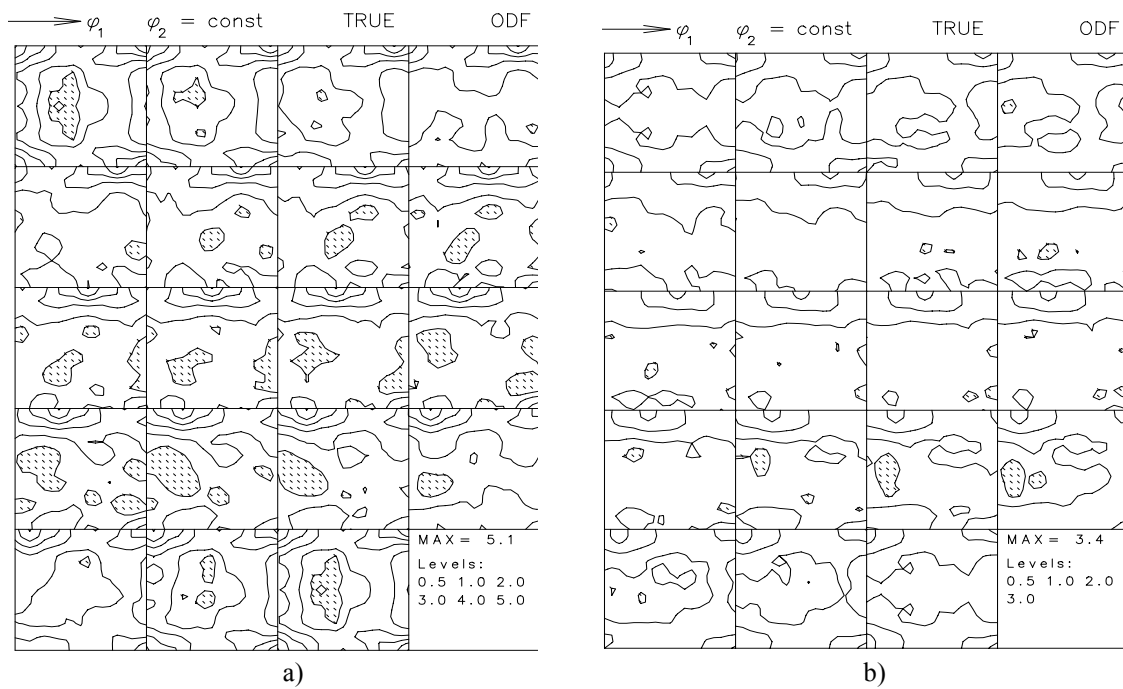 φ₁ φ₂ = const TRUE ODF
MAX= 5.1
Levels:
0.5 1.0 2.0
3.0 4.0 5.0
a)
φ₁ φ₂ = const TRUE ODF
MAX= 3.4
Levels:
0.5 1.0 2.0
3.0
b)